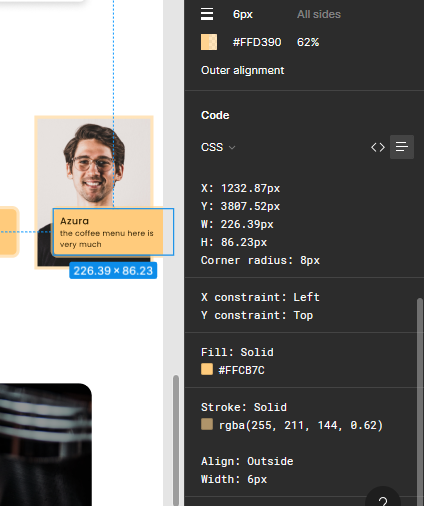 6px All sides
#FFD390 62%
Outer alignment
Code
CSS
X: 1232.87px
Y: 3807.52px
W: 226.39px
H: 86.23px
Corner radius: 8px
X constraint: Left
Y constraint: Top
Fill: Solid
#FFCB7C
Stroke: Solid
rgba(255, 211, 144, 0.62)
Align: Outside
Width: 6px
?
Azura
the coffee menu here is
very much
226.39 × 86.23